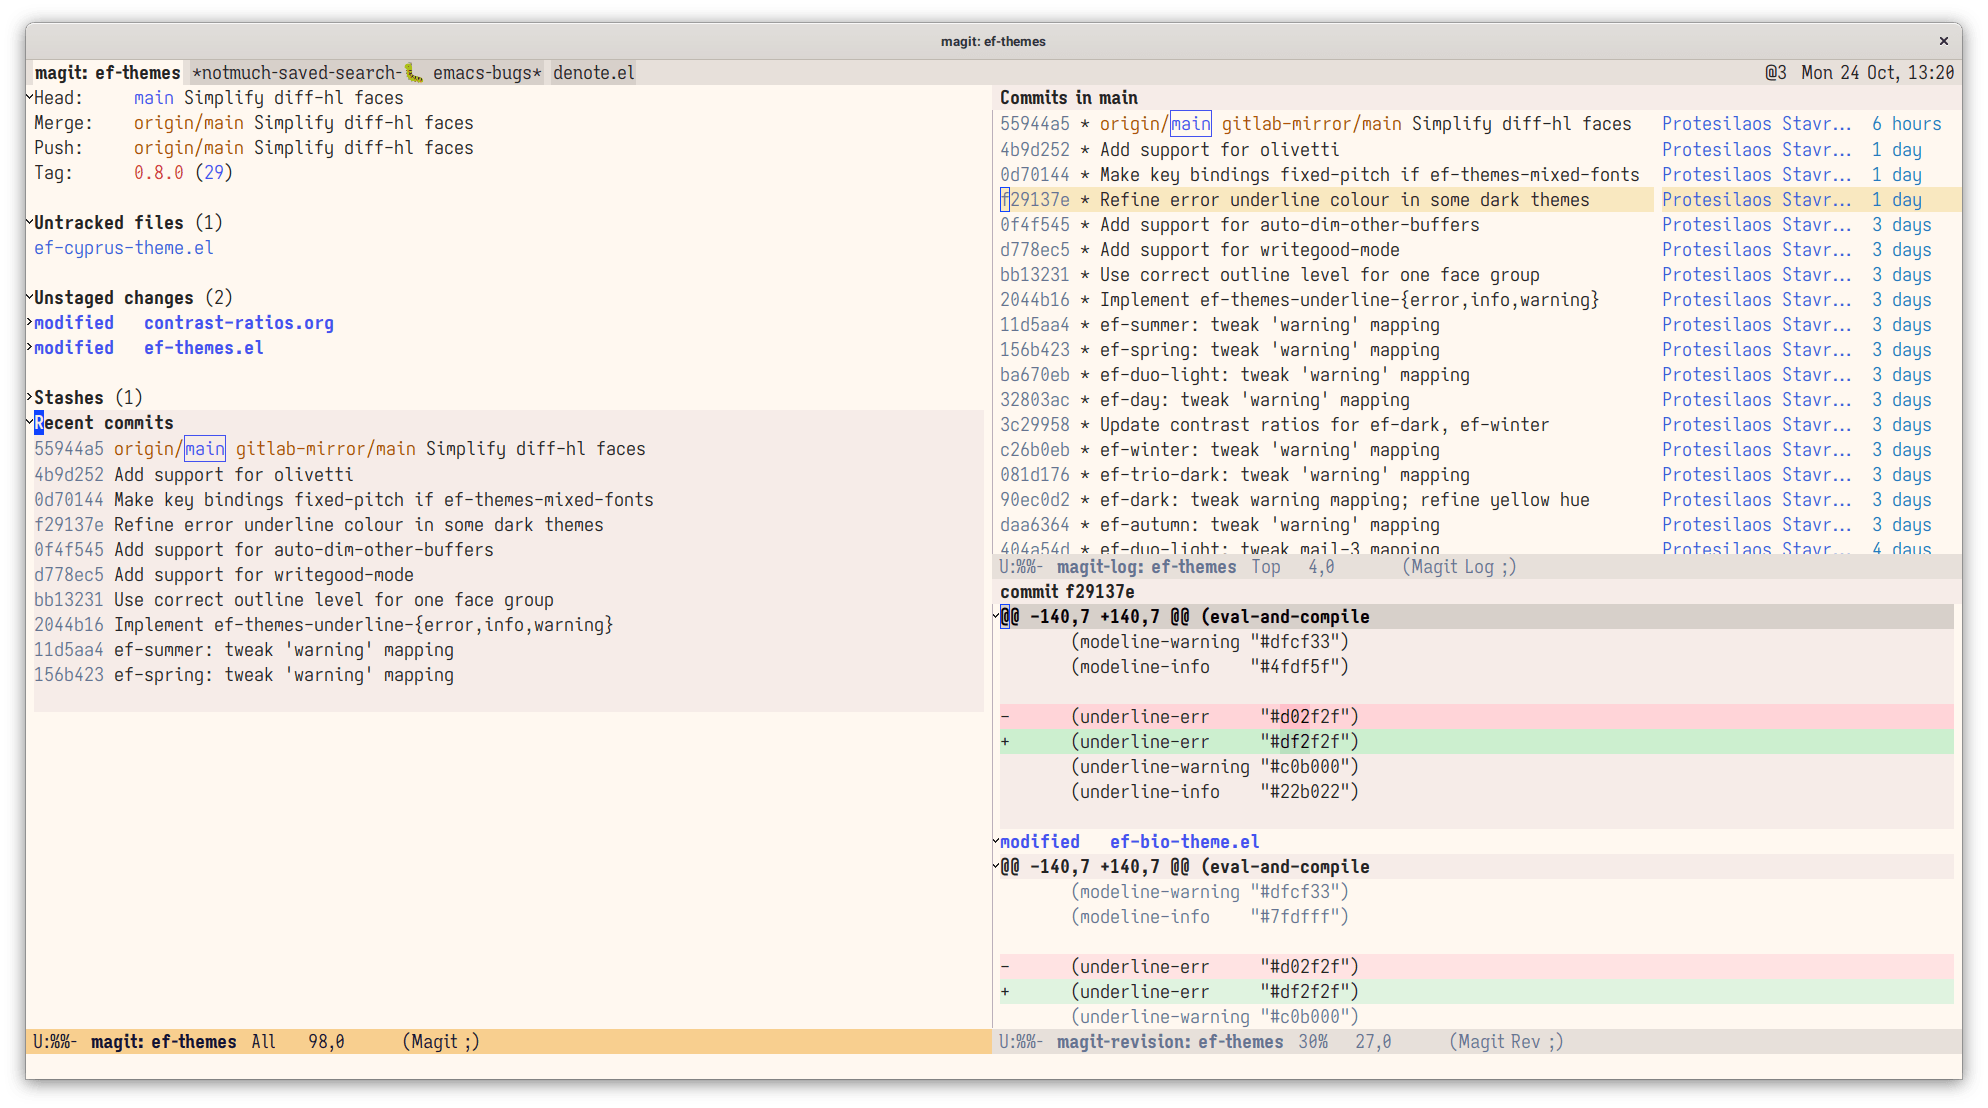 magit: ef-themes
magit: ef-themes *notmuch-saved-search-🐛 emacs-bugs* denote.el
@3 Mon 24 Oct, 13:20
Head:     main Simplify diff-hl faces
Merge:    origin/main Simplify diff-hl faces
Push:     origin/main Simplify diff-hl faces
Tag:      0.8.0 (29)
Untracked files (1)
ef-cyprus-theme.el
Unstaged changes (2)
modified   contrast-ratios.org
modified   ef-themes.el
Stashes (1)
Recent commits
55944a5 origin/main gitlab-mirror/main Simplify diff-hl faces
4b9d252 Add support for olivetti
0d70144 Make key bindings fixed-pitch if ef-themes-mixed-fonts
f29137e Refine error underline colour in some dark themes
0f4f545 Add support for auto-dim-other-buffers
d778ec5 Add support for writegood-mode
bb13231 Use correct outline level for one face group
2044b16 Implement ef-themes-underline-{error,info,warning}
11d5aa4 ef-summer: tweak 'warning' mapping
156b423 ef-spring: tweak 'warning' mapping
U:%%-  magit: ef-themes  All   98,0      (Magit ;)
Commits in main
55944a5 * origin/main gitlab-mirror/main Simplify diff-hl faces   Protesilaos Stavr...  6 hours
4b9d252 * Add support for olivetti   Protesilaos Stavr...  1 day
0d70144 * Make key bindings fixed-pitch if ef-themes-mixed-fonts   Protesilaos Stavr...  1 day
f29137e * Refine error underline colour in some dark themes   Protesilaos Stavr...  1 day
0f4f545 * Add support for auto-dim-other-buffers   Protesilaos Stavr...  3 days
d778ec5 * Add support for writegood-mode   Protesilaos Stavr...  3 days
bb13231 * Use correct outline level for one face group   Protesilaos Stavr...  3 days
2044b16 * Implement ef-themes-underline-{error,info,warning}   Protesilaos Stavr...  3 days
11d5aa4 * ef-summer: tweak 'warning' mapping   Protesilaos Stavr...  3 days
156b423 * ef-spring: tweak 'warning' mapping   Protesilaos Stavr...  3 days
ba670eb * ef-duo-light: tweak 'warning' mapping   Protesilaos Stavr...  3 days
32803ac * ef-day: tweak 'warning' mapping   Protesilaos Stavr...  3 days
3c29958 * Update contrast ratios for ef-dark, ef-winter   Protesilaos Stavr...  3 days
c26b0eb * ef-winter: tweak 'warning' mapping   Protesilaos Stavr...  3 days
081d176 * ef-trio-dark: tweak 'warning' mapping   Protesilaos Stavr...  3 days
90ec0d2 * ef-dark: tweak warning mapping; refine yellow hue   Protesilaos Stavr...  3 days
daa6364 * ef-autumn: tweak 'warning' mapping   Protesilaos Stavr...  3 days
404a54d * ef-duo-light: tweak mail-3 mapping   Protesilaos Stavr...  4 days
U:%%-  magit-log: ef-themes  Top   4,0       (Magit Log ;)
commit f29137e
@@ -140,7 +140,7 @@ (eval-and-compile
(modeline-warning "#dfcf33")
(modeline-info    "#4fdf5f")
-      (underline-err     "#d02f2f")
+      (underline-err     "#df2f2f")
(underline-warning "#c0b000")
(underline-info    "#22b022")
modified   ef-bio-theme.el
@@ -140,7 +140,7 @@ (eval-and-compile
(modeline-warning "#dfcf33")
(modeline-info    "#7fdfff")
-      (underline-err     "#d02f2f")
+      (underline-err     "#df2f2f")
(underline-warning "#c0b000")
U:%%-  magit-revision: ef-themes  30%   27,0      (Magit Rev ;)